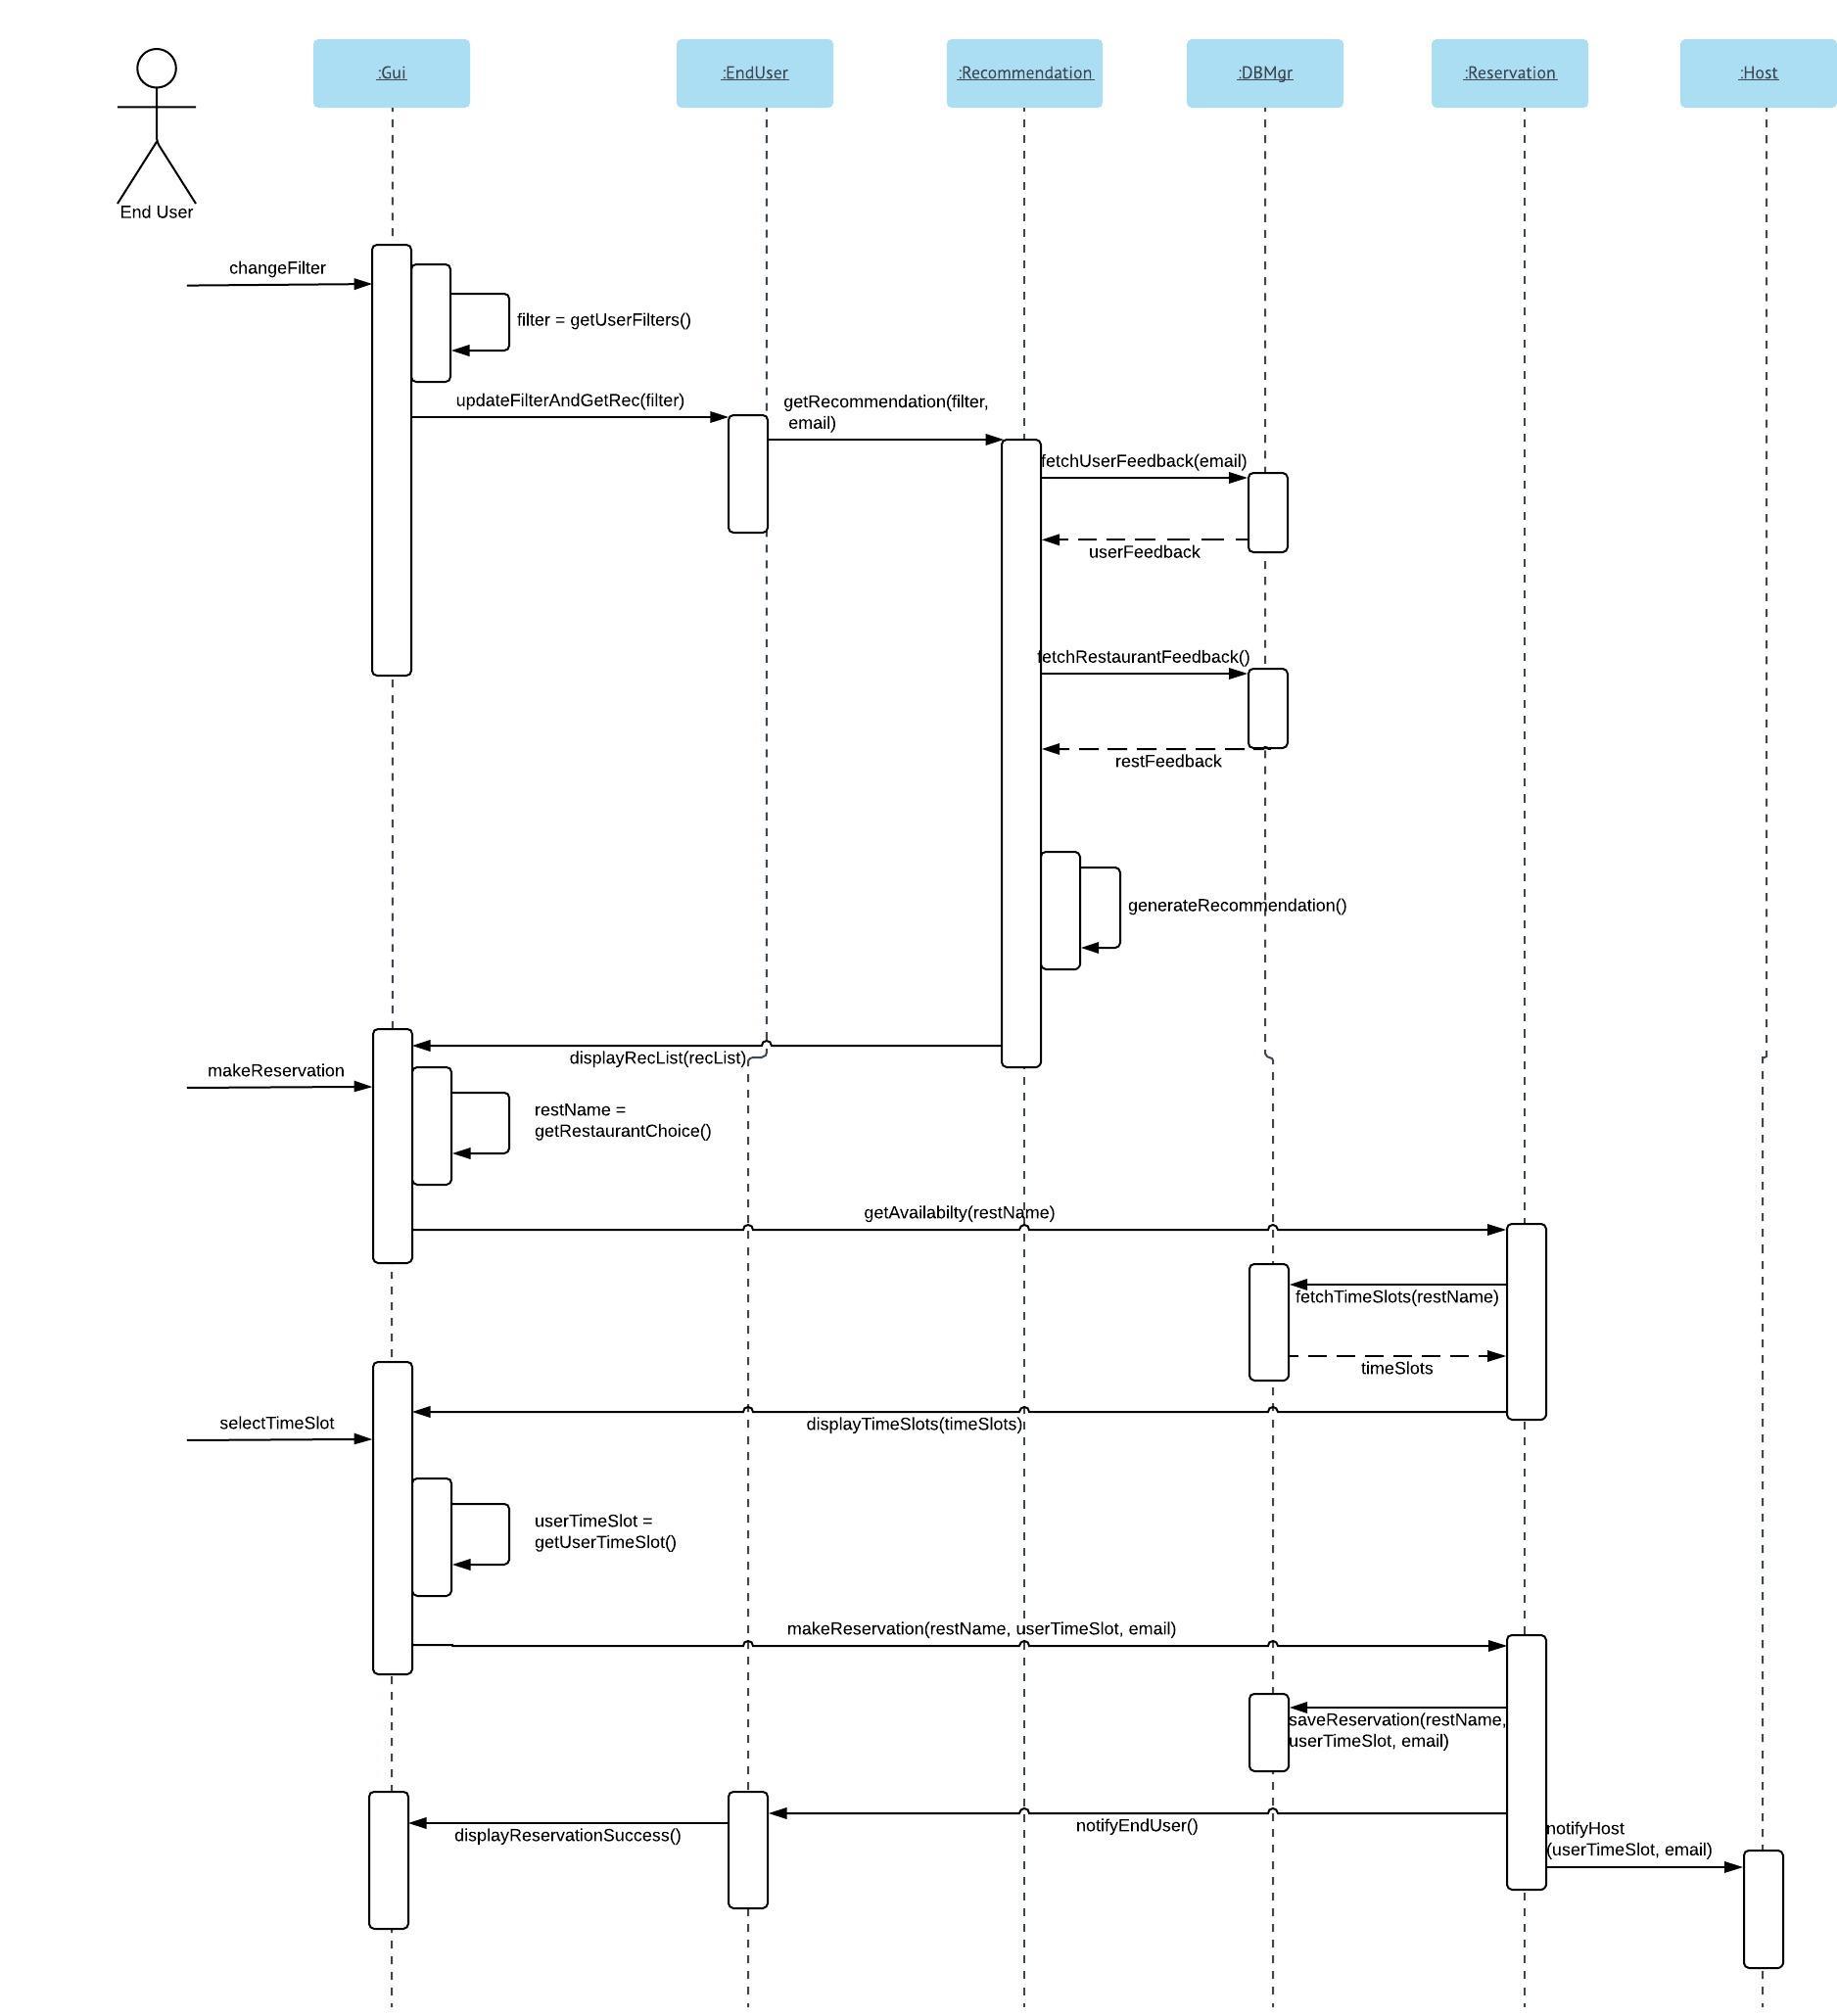 :Gui
:EndUser
:Recommendation
:DBMgr
:Reservation
:Host
End User
changeFilter
filter = getUserFilters()
updateFilterAndGetRec(filter)
getRecommendation(filter,
email)
fetchUserFeedback(email)
userFeedback
fetchRestaurantFeedback()
restFeedback
generateRecommendation()
displayRecList(recList)
makeReservation
restName =
getRestaurantChoice()
getAvailabilty(restName)
fetchTimeSlots(restName)
timeSlots
displayTimeSlots(timeSlots)
selectTimeSlot
userTimeSlot =
getUserTimeSlot()
makeReservation(restName, userTimeSlot, email)
saveReservation(restName,
userTimeSlot, email)
notifyEndUser()
displayReservationSuccess()
notifyHost
(userTimeSlot, email)